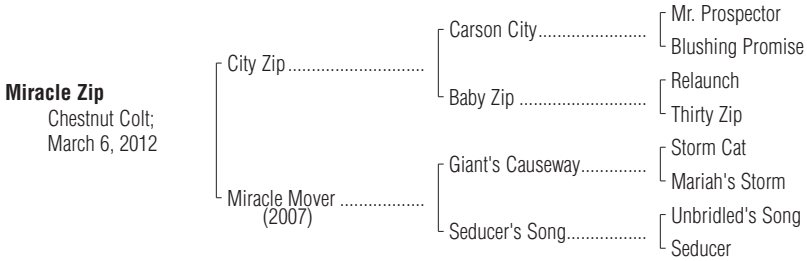 Miracle Zip
Chestnut Colt;
March 6, 2012
City Zip..............................
Miracle Mover ..................
(2007)
Carson City.......................
Baby Zip ...........................
Giant's Causeway..............
Seducer's Song.................
Mr. Prospector
Blushing Promise
Relaunch
Thirty Zip
Storm Cat
Mariah's Storm
Unbridled's Song
Seducer